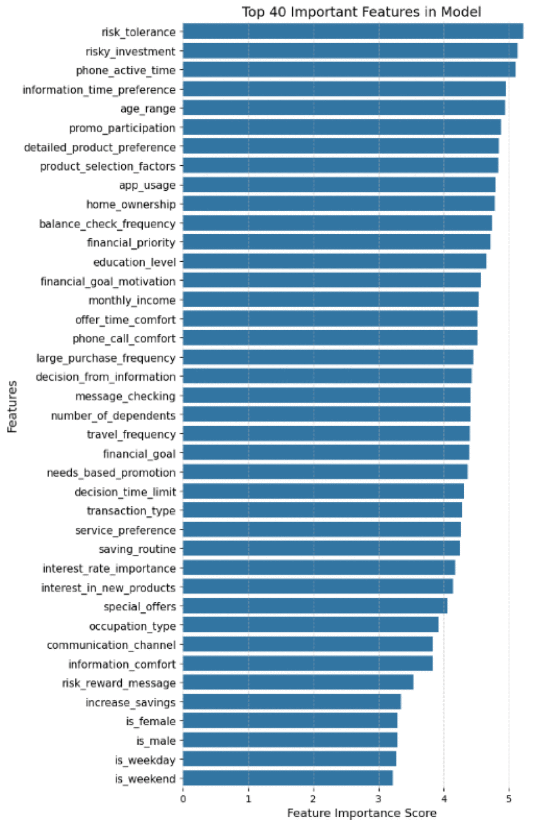 Top 40 Important Features in Model
risk_tolerance
risky_investment
phone_active_time
information_time_preference
age_range
promo_participation
detailed_product_preference
product_selection_factors
app_usage
home_ownership
balance_check_frequency
financial_priority
education_level
financial_goal_motivation
monthly_income
offer_time_comfort
phone_call_comfort
large_purchase_frequency
decision_from_information
message_checking
number_of_dependents
travel_frequency
financial_goal
needs_based_promotion
decision_time_limit
transaction_type
service_preference
saving_routine
interest_rate_importance
interest_in_new_products
special_offers
occupation_type
communication_channel
information_comfort
risk_reward_message
increase_savings
is_female
is_male
is_weekday
is_weekend
Features
0 1 2 3 4 5
Feature Importance Score